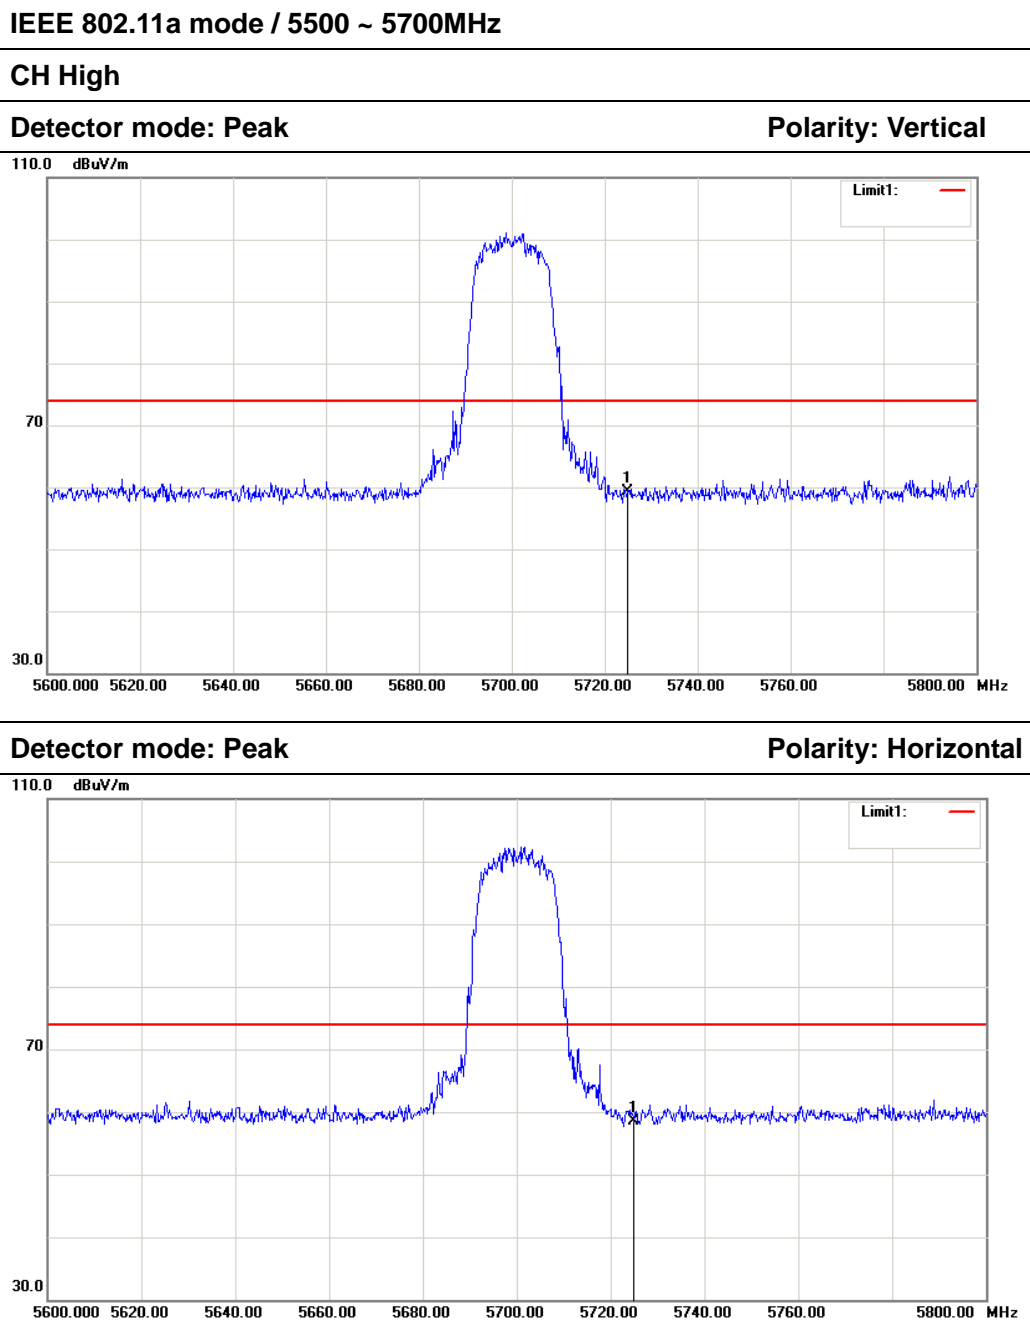 IEEE 802.11a mode / 5500 ~ 5700MHz
CH High
Detector mode: Peak Polarity: Vertical
110.0 dBuV/m
Limit1:
70
1
30.0
5600.000 5620.00 5640.00 5660.00 5680.00 5700.00 5720.00 5740.00 5760.00 5800.00 MHz
Detector mode: Peak Polarity: Horizontal
110.0 dBuV/m
Limit1:
70
1
30.0
5600.000 5620.00 5640.00 5660.00 5680.00 5700.00 5720.00 5740.00 5760.00 5800.00 MHz